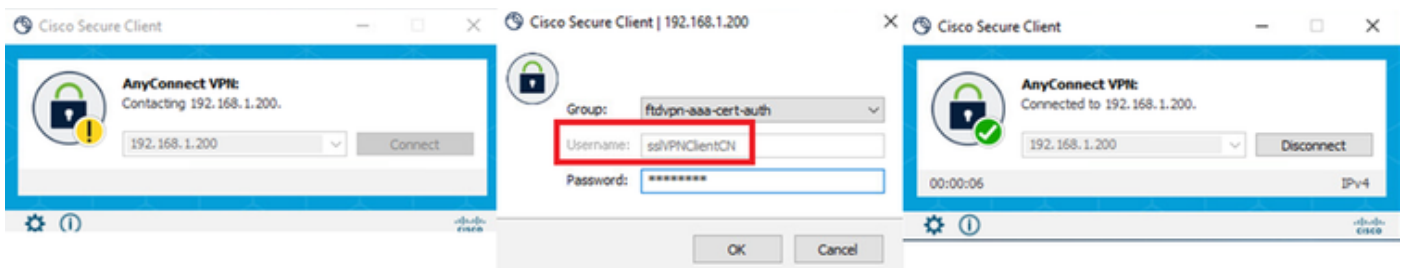 Cisco Secure Client
AnyConnect VPN:
Contacting 192.168.1.200.
192.168.1.200
Connect
cisco
Cisco Secure Client | 192.168.1.200
Group:
ftdvpn-aaa-cert-auth
Username:
sslVPNClientCN
Password:
********
OK
Cancel
Cisco Secure Client
AnyConnect VPN:
Connected to 192.168.1.200.
192.168.1.200
Disconnect
00:00:06
IPv4
cisco